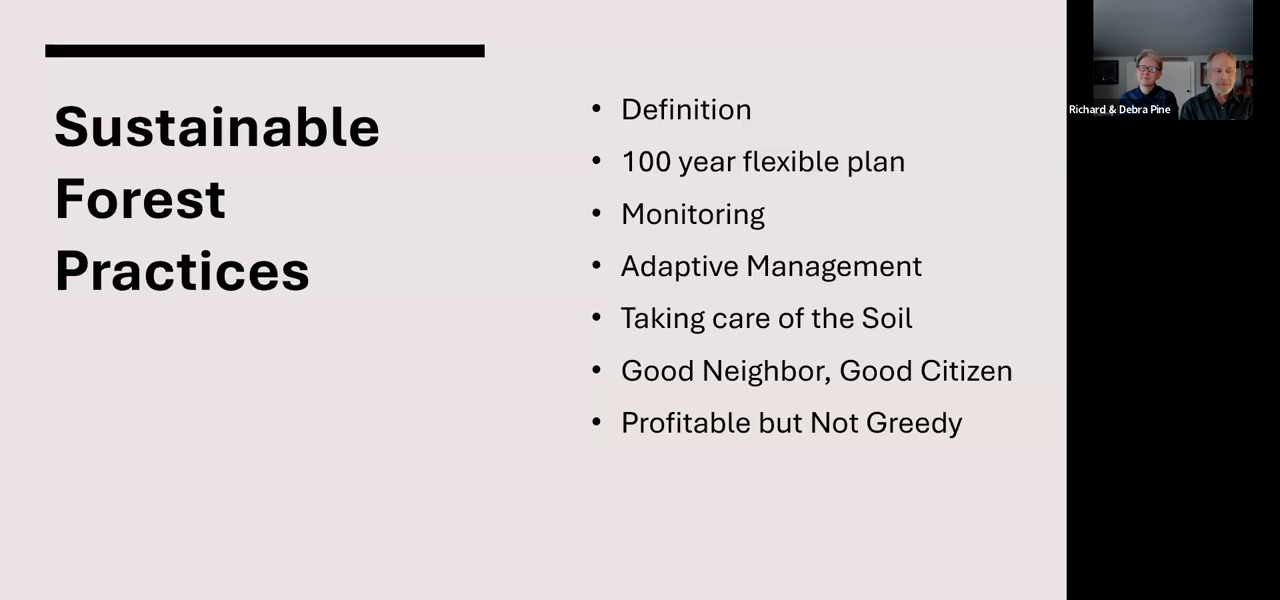 Sustainable
Forest
Practices
• Definition
• 100 year flexible plan
• Monitoring
• Adaptive Management
• Taking care of the Soil
• Good Neighbor, Good Citizen
• Profitable but Not Greedy
Richard & Debra Pine